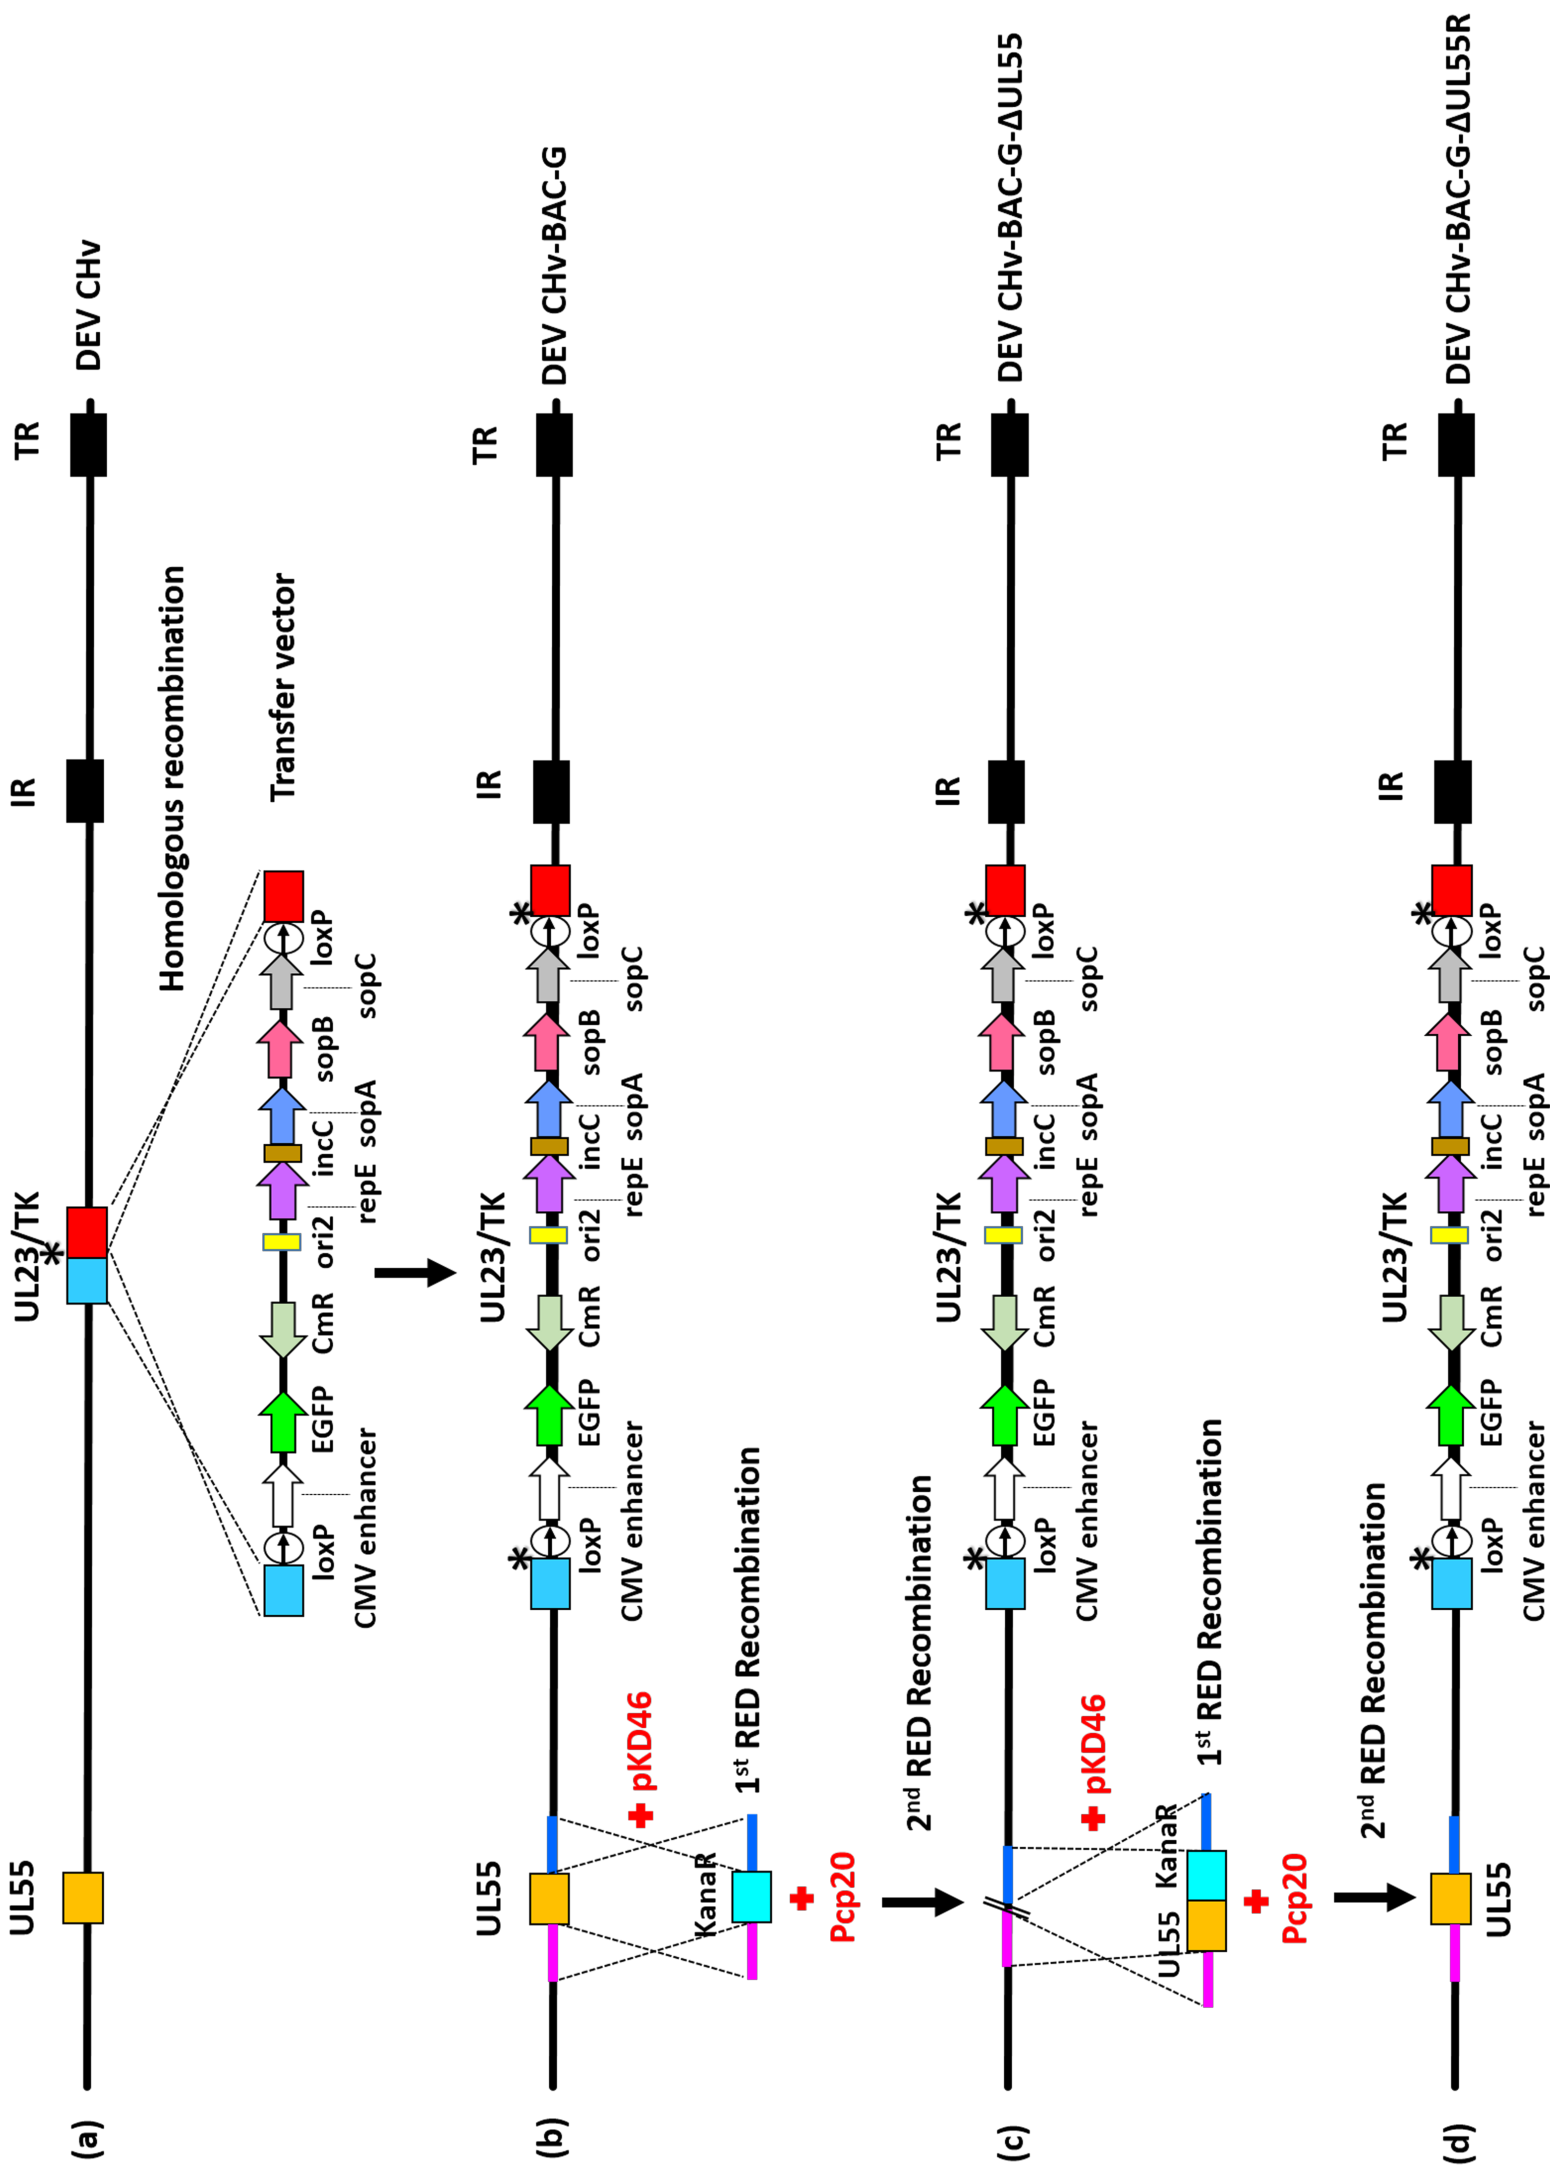 (a)
UL55
UL23/TK
*
IR
TR
DEV CHv
Homologous recombination
Transfer vector
loxP
EGFP
CmR
ori2
incC
sopB
loxP
CMV enhancer
repE
sopA
sopC
(b)
UL55
UL23/TK
IR
TR
DEV CHv-BAC-G
*
*
loxP
EGFP
CmR
ori2
incC
sopB
loxP
CMV enhancer
repE
sopA
sopC
+ pKD46
KanaR
1st RED Recombination
+
Pcp20
2nd RED Recombination
(c)
UL23/TK
IR
TR
DEV CHv-BAC-G-ΔUL55
*
*
loxP
EGFP
CmR
ori2
incC
sopB
loxP
CMV enhancer
repE
sopA
sopC
+ pKD46
UL55 KanaR
1st RED Recombination
+
Pcp20
2nd RED Recombination
(d)
UL23/TK
IR
TR
DEV CHv-BAC-G-ΔUL55R
*
*
UL55
loxP
EGFP
CmR
ori2
incC
sopB
loxP
CMV enhancer
repE
sopA
sopC